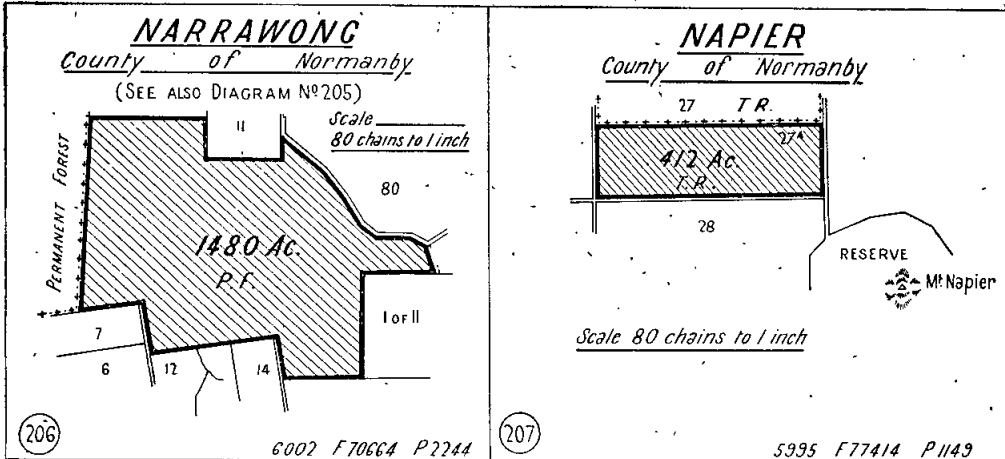 NARRAWONG
County of Normanby
(SEE ALSO DIAGRAM Nº 205)
Scale
80 chains to 1 inch
11
80
PERMANENT FOREST
1480 Ac.
P.F.
1 OF 11
7
6
12
14
206
6002 F70664 P2244
NAPIER
County of Normanby
27 T.R.
27ᴬ
412 Ac.
T.R.
28
RESERVE
Mt Napier
Scale 80 chains to 1 inch
207
5995 F77414 P1149